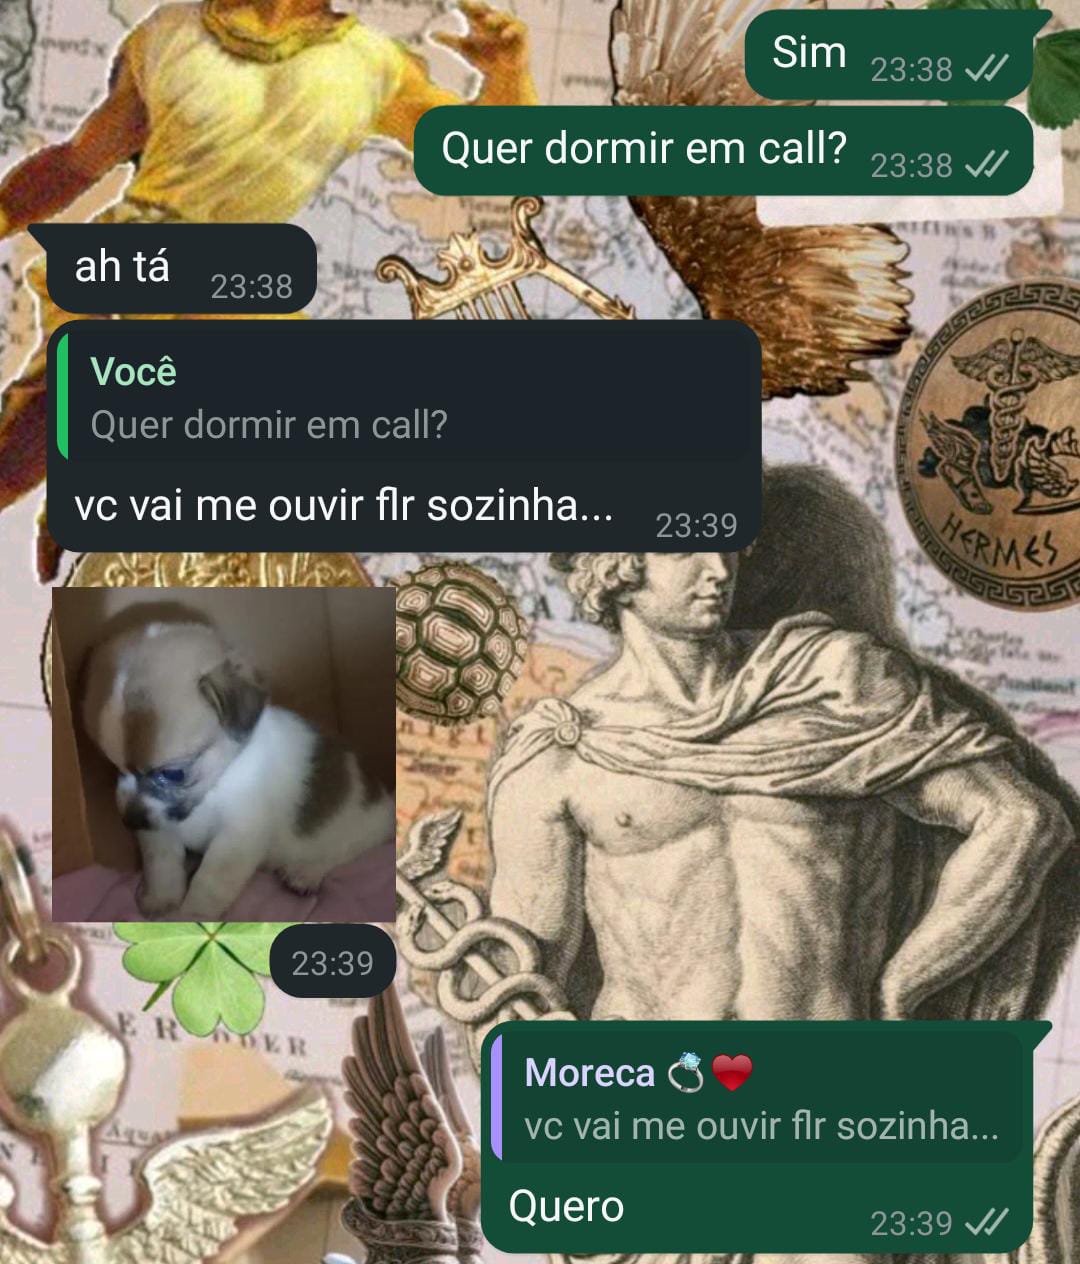 Sim 23:38
Quer dormir em call? 23:38
ah tá 23:38
Você
Quer dormir em call?
vc vai me ouvir flr sozinha... 23:39
HERMES
23:39
Moreca 💍❤️
vc vai me ouvir flr sozinha...
Quero 23:39